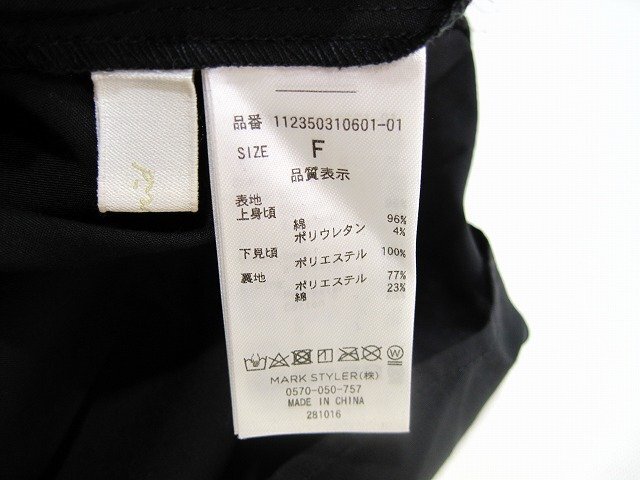 品番 112350310601-01
SIZE F
品質表示
表地
上身頃 綿 96%
ポリウレタン 4%
下見頃 ポリエステル 100%
裏地 ポリエステル 77%
綿 23%
MARK STYLER(株)
0570-050-757
MADE IN CHINA
281016